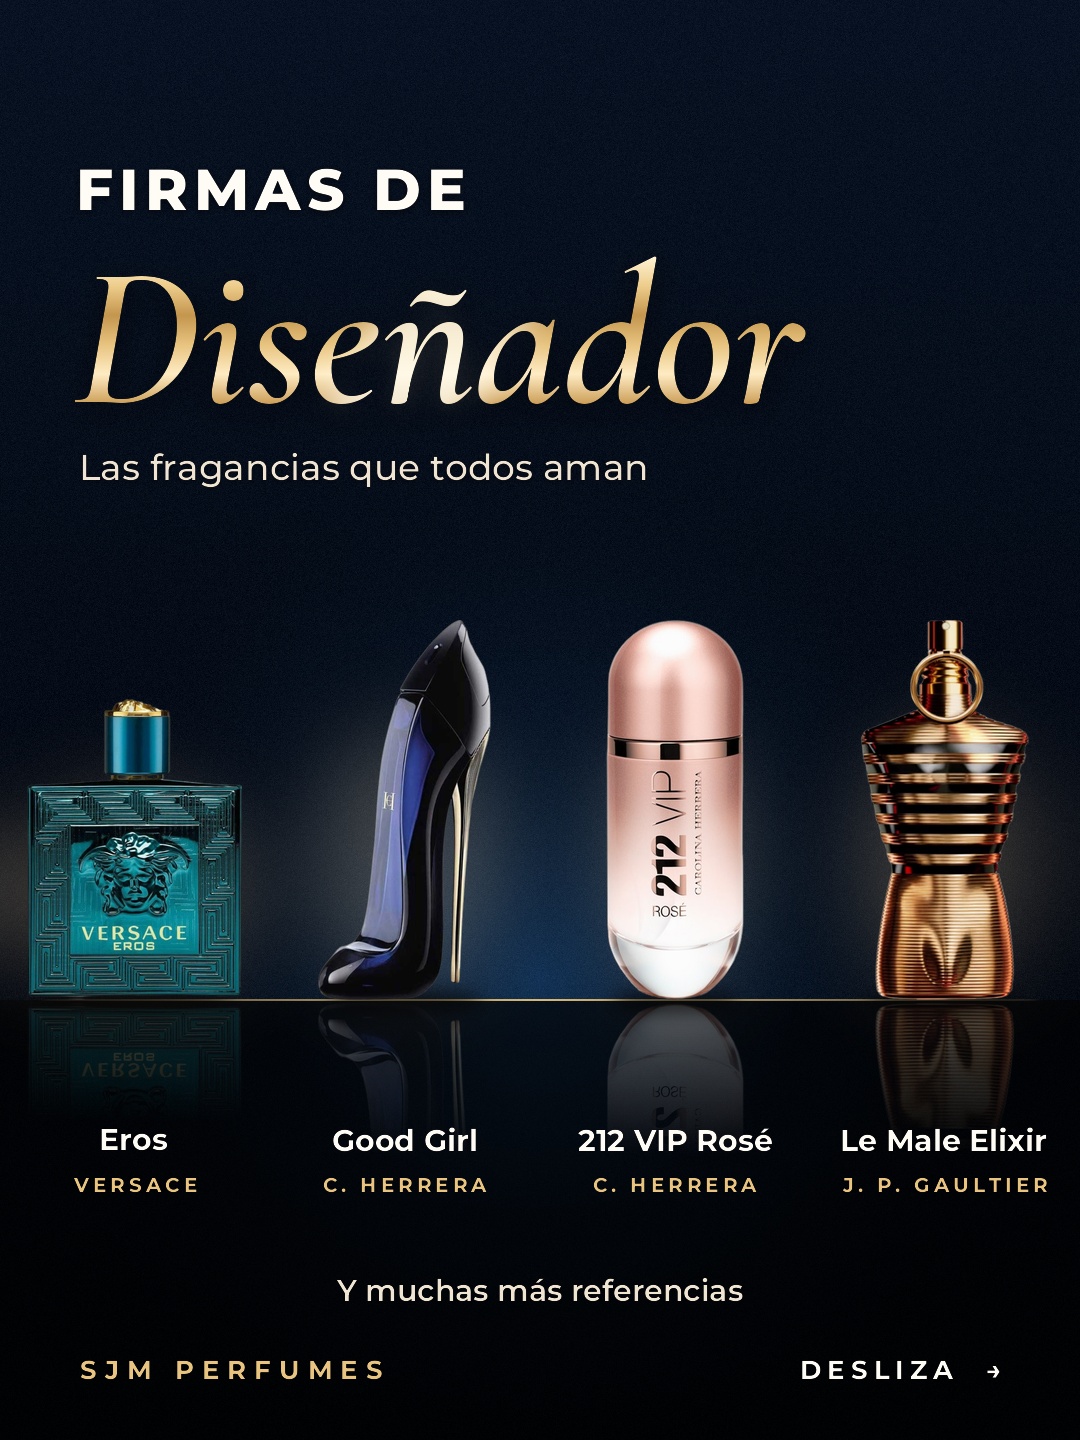 FIRMAS DE
Diseñador
Las fragancias que todos aman
VERSACE
EROS
CH
212 VIP
ROSÉ
CAROLINA HERRERA
Eros
VERSACE
Good Girl
C. HERRERA
212 VIP Rosé
C. HERRERA
Le Male Elixir
J. P. GAULTIER
Y muchas más referencias
SJM PERFUMES
DESLIZA →